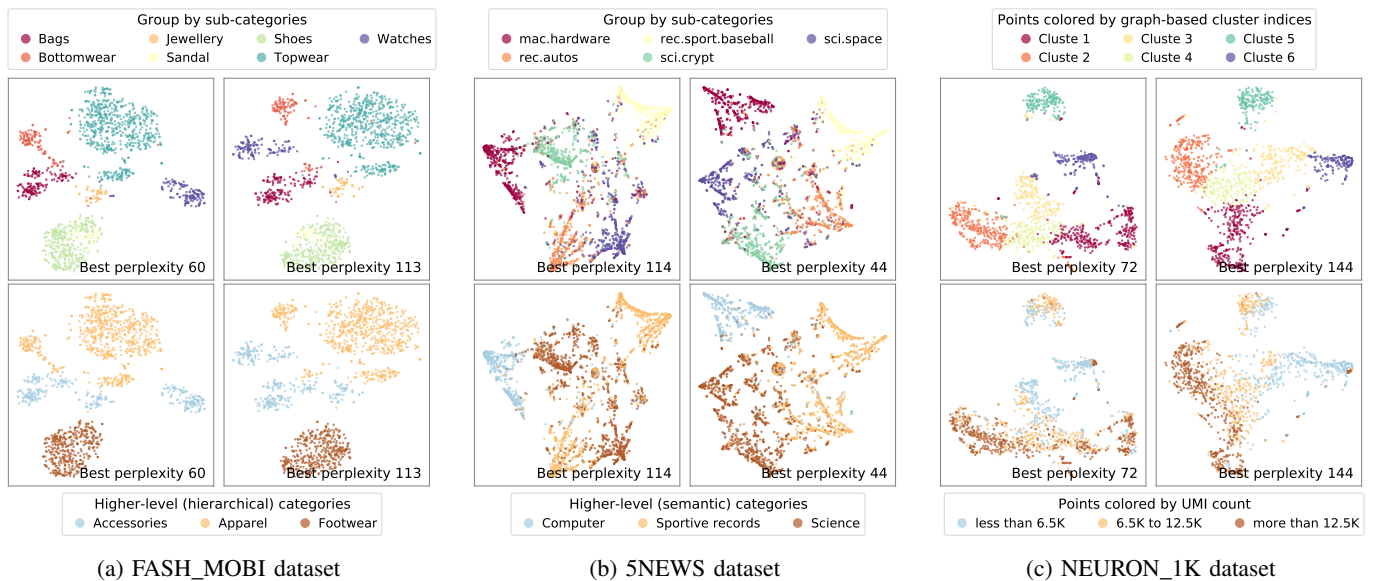 Group by sub-categories
Bags Jewellery Shoes Watches
Bottomwear Sandal Topwear
Best perplexity 60
Best perplexity 113
Best perplexity 60
Best perplexity 113
Higher-level (hierarchical) categories
Accessories Apparel Footwear
(a) FASH_MOBI dataset
Group by sub-categories
mac.hardware rec.sport.baseball sci.space
rec.autos sci.crypt
Best perplexity 114
Best perplexity 44
Best perplexity 114
Best perplexity 44
Higher-level (semantic) categories
Computer Sportive records Science
(b) 5NEWS dataset
Points colored by graph-based cluster indices
Cluste 1 Cluste 3 Cluste 5
Cluste 2 Cluste 4 Cluste 6
Best perplexity 72
Best perplexity 144
Best perplexity 72
Best perplexity 144
Points colored by UMI count
less than 6.5K 6.5K to 12.5K more than 12.5K
(c) NEURON_1K dataset